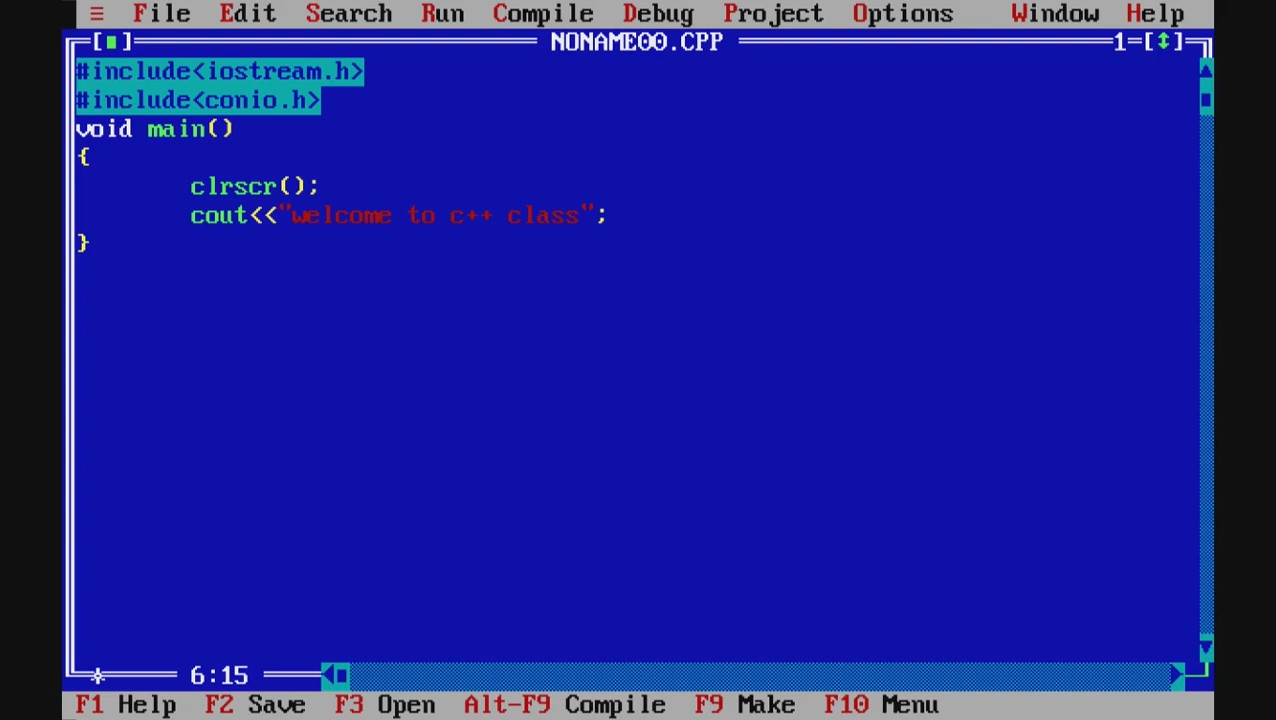 ≡ File Edit Search Run Compile Debug Project Options Window Help
[■] NONAME00.CPP 1=[↕]
#include<iostream.h>
#include<conio.h>
void main()
{
clrscr();
cout<<"welcome to c++ class";
}
6:15
F1 Help F2 Save F3 Open Alt-F9 Compile F9 Make F10 Menu